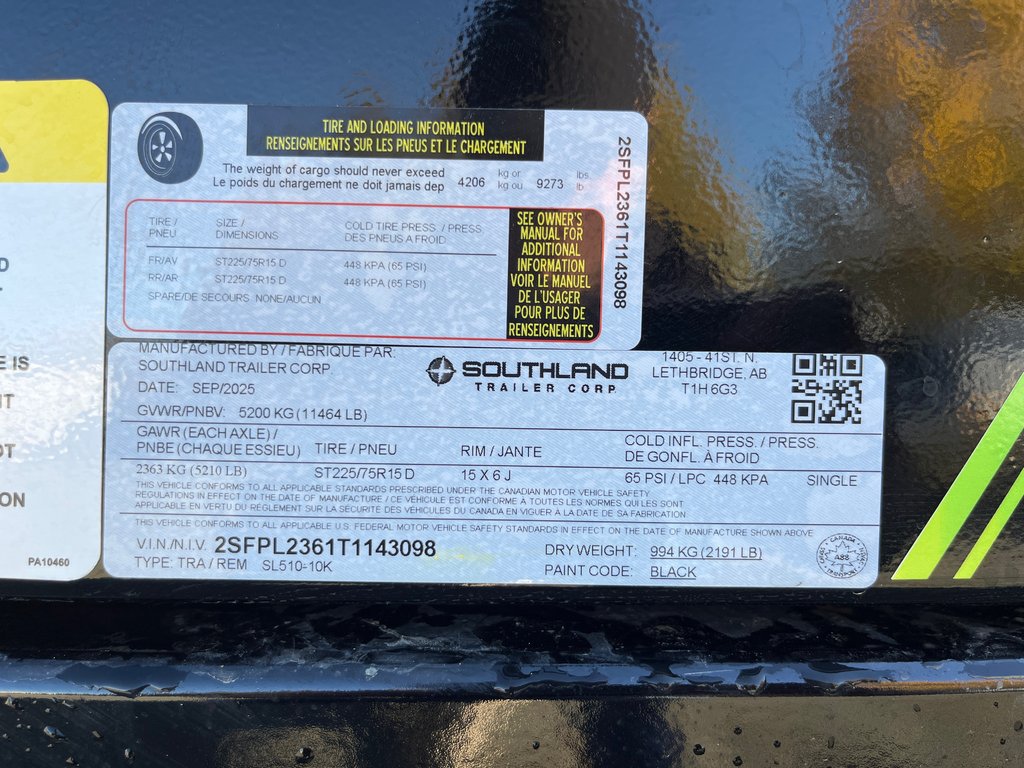 TIRE AND LOADING INFORMATION
RENSEIGNEMENTS SUR LES PNEUS ET LE CHARGEMENT
The weight of cargo should never exceed
Le poids du chargement ne doit jamais dep
4206 kg or 9273 lbs.
kg ou lb
TIRE / SIZE / COLD TIRE PRESS. / PRESS.
PNEU DIMENSIONS DES PNEUS A FROID
FR/AV ST225/75R15 D 448 KPA (65 PSI)
RR/AR ST225/75R15 D 448 KPA (65 PSI)
SPARE/DE SECOURS NONE/AUCUN
SEE OWNER'S
MANUAL FOR
ADDITIONAL
INFORMATION
VOIR LE MANUEL
DE L'USAGER
POUR PLUS DE
RENSEIGNEMENTS
2SFPL2361T1143098
MANUFACTURED BY / FABRIQUE PAR:
SOUTHLAND TRAILER CORP
DATE: SEP/2025
SOUTHLAND
TRAILER CORP.
1405 - 41ST. N.
LETHBRIDGE, AB
T1H 6G3
GVWR/PNBV: 5200 KG (11464 LB)
GAWR (EACH AXLE) / COLD INFL. PRESS. / PRESS.
PNBE (CHAQUE ESSIEU) TIRE / PNEU RIM / JANTE DE GONFL. À FROID
2363 KG (5210 LB) ST225/75R15 D 15 X 6 J 65 PSI / LPC 448 KPA SINGLE
THIS VEHICLE CONFORMS TO ALL APPLICABLE STANDARDS PRESCRIBED UNDER THE CANADIAN MOTOR VEHICLE SAFETY
REGULATIONS IN EFFECT ON THE DATE OF MANUFACTURE / CE VÉHICULE EST CONFORME À TOUTES LES NORMES QUI LES SONT
APPLICABLE EN VERTU DU RÈGLEMENT SUR LA SÉCURITÉ DES VÉHICULES DU CANADA EN VIGUER À LA DATE DE SA FABRICATION
THIS VEHICLE CONFORMS TO ALL APPLICABLE U.S. FEDERAL MOTOR VEHICLE SAFETY STANDARDS IN EFFECT ON THE DATE OF MANUFACTURE SHOWN ABOVE
V.I.N./N.I.V. 2SFPL2361T1143098 DRY WEIGHT: 994 KG (2191 LB)
TYPE: TRA / REM SL510-10K PAINT CODE: BLACK
CANADA
TRANSPORT
D
E IS
IT
OT
ION
PA10460